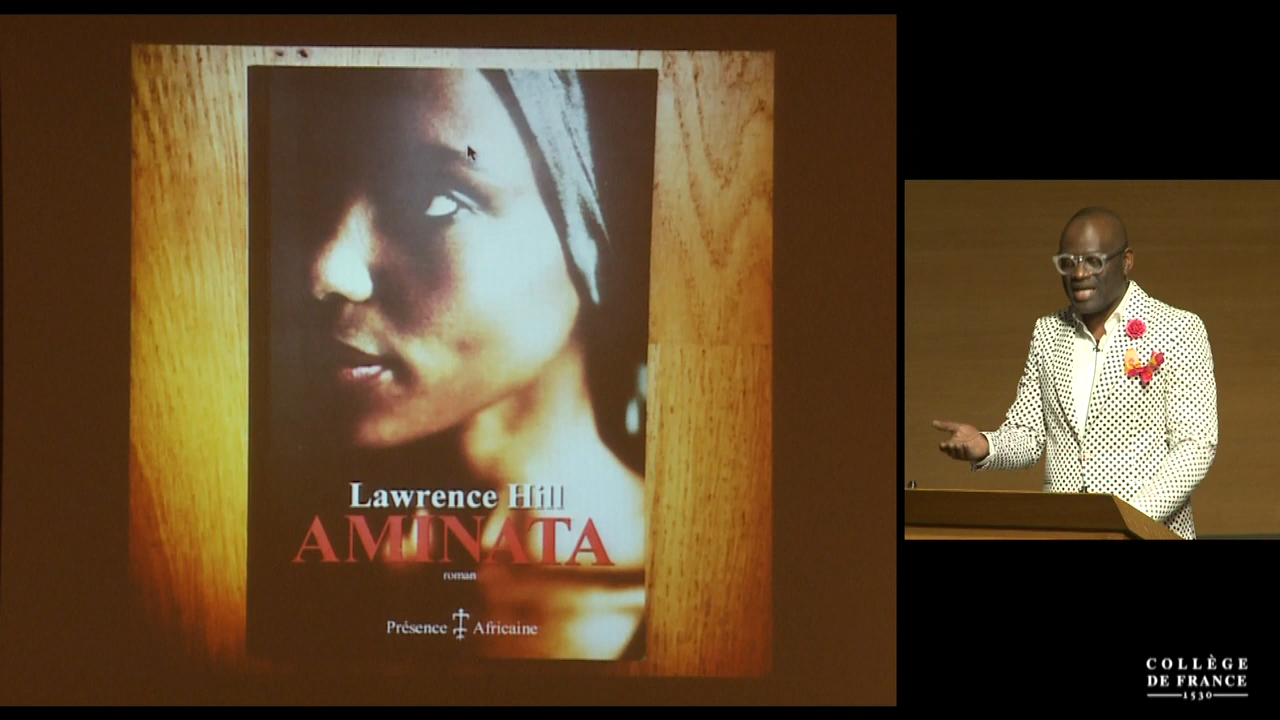 Lawrence Hill
AMINATA
roman
Présence Africaine
COLLÈGE
DE FRANCE
1530